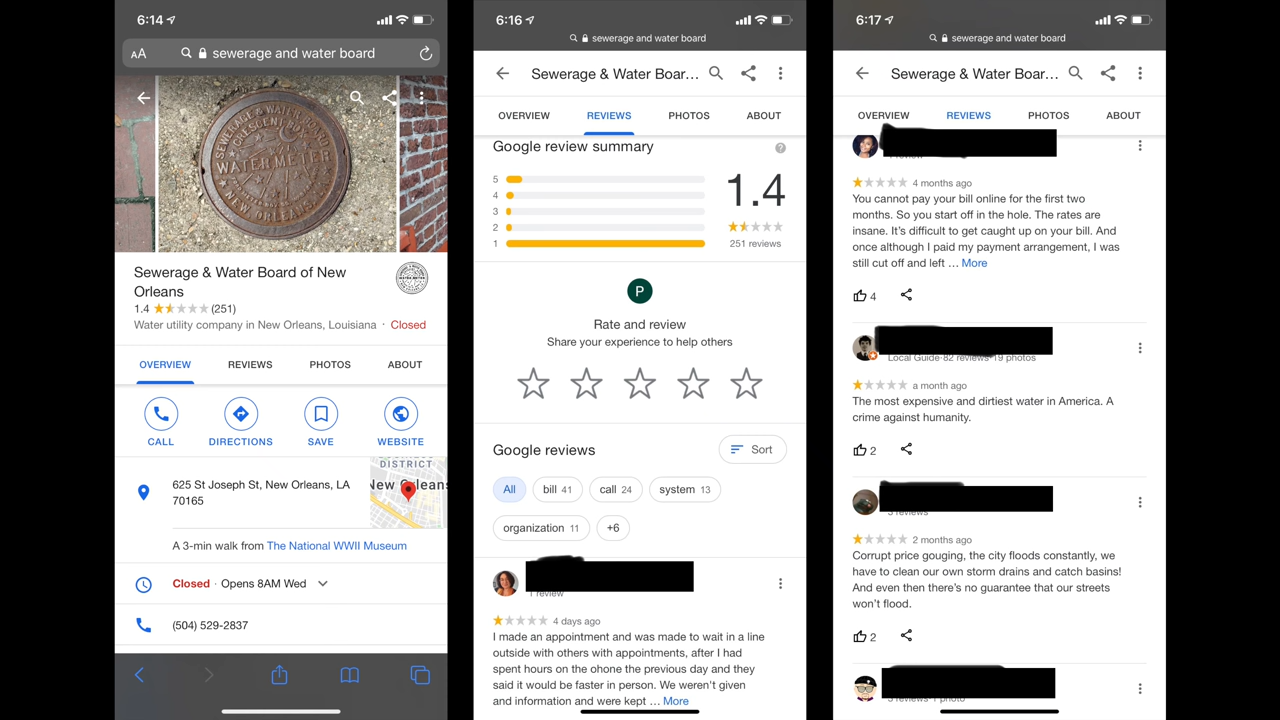 6:14
AA
sewerage and water board
SEWERAGE & WATER BOARD
CRESCENT BOX
WATER METER
NEW ORLEANS
Sewerage & Water Board of New
Orleans
1.4 (251)
Water utility company in New Orleans, Louisiana · Closed
OVERVIEW REVIEWS PHOTOS ABOUT
CALL DIRECTIONS SAVE WEBSITE
625 St Joseph St, New Orleans, LA
70165
DISTRICT
New Orleans
A 3-min walk from The National WWII Museum
Closed · Opens 8AM Wed
(504) 529-2837
6:16
sewerage and water board
Sewerage & Water Boar...
OVERVIEW REVIEWS PHOTOS ABOUT
Google review summary
?
5
4
3
2
1
1.4
251 reviews
P
Rate and review
Share your experience to help others
Google reviews
Sort
All bill 41 call 24 system 13
organization 11 +6
1 review
4 days ago
I made an appointment and was made to wait in a line
outside with others with appointments, after I had
spent hours on the ohone the previous day and they
said it would be faster in person. We weren't given
and information and were kept ... More
6:17
sewerage and water board
Sewerage & Water Boar...
OVERVIEW REVIEWS PHOTOS ABOUT
1 review
4 months ago
You cannot pay your bill online for the first two
months. So you start off in the hole. The rates are
insane. It's difficult to get caught up on your bill. And
once although I paid my payment arrangement, I was
still cut off and left ... More
4
Local Guide·82 reviews·19 photos
a month ago
The most expensive and dirtiest water in America. A
crime against humanity.
2
3 reviews
2 months ago
Corrupt price gouging, the city floods constantly, we
have to clean our own storm drains and catch basins!
And even then there's no guarantee that our streets
won't flood.
2
3 reviews·1 photo